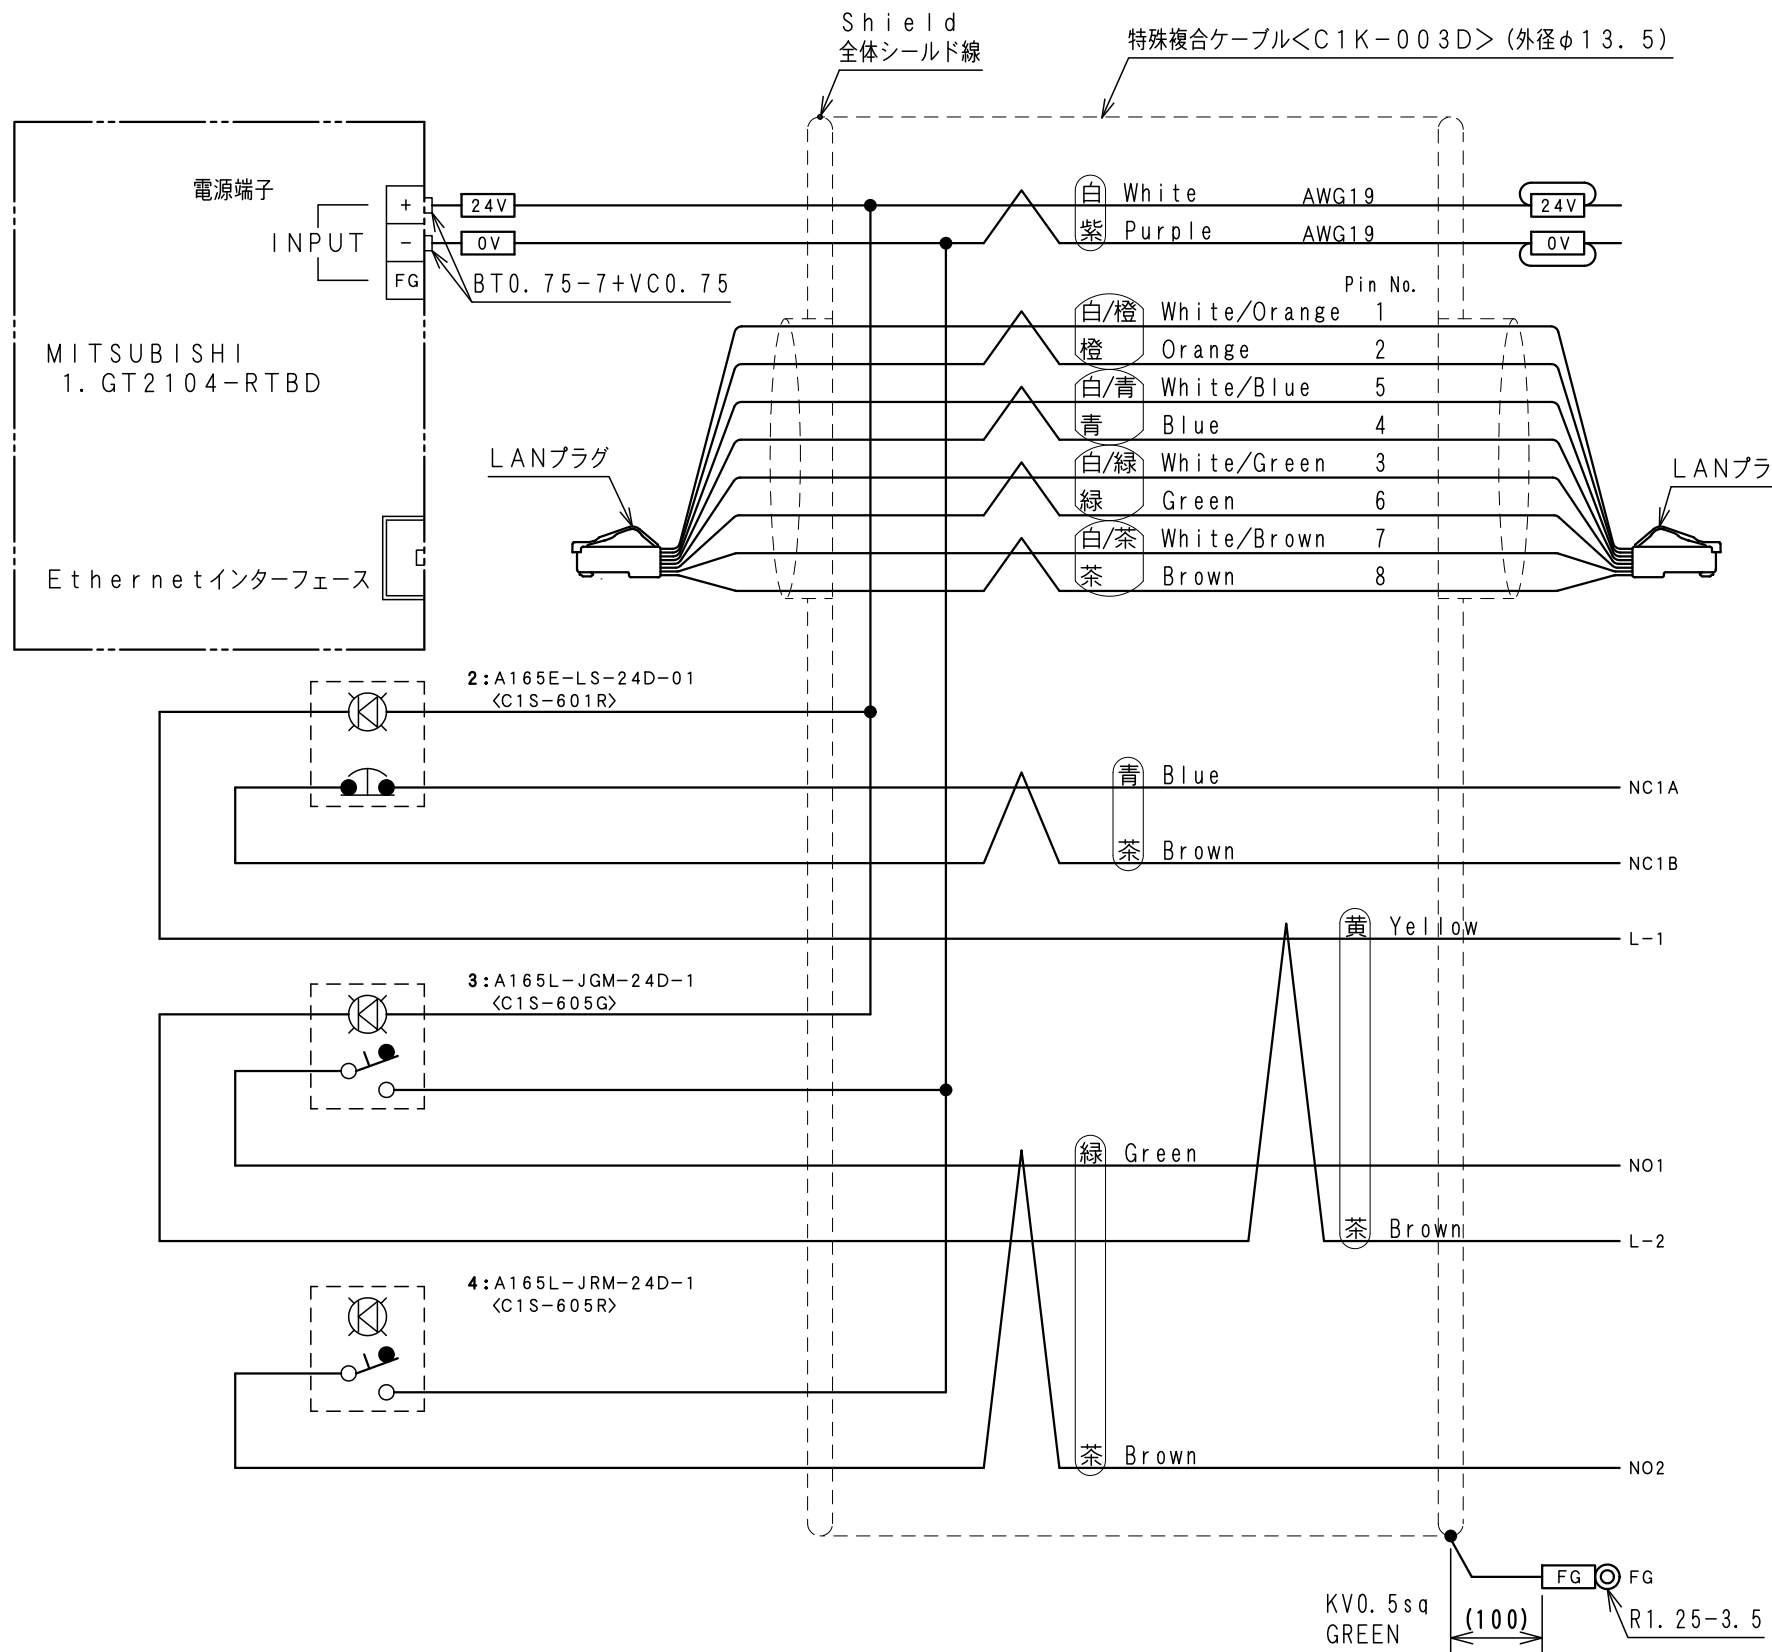 Shield
全体シールド線
特殊複合ケーブル<C1K-003D>(外径φ13.5)
電源端子
INPUT
+
-
FG
24V
0V
BT0.75-7+VC0.75
白 White AWG19
紫 Purple AWG19
24V
0V
Pin No.
白/橙 White/Orange 1
橙 Orange 2
白/青 White/Blue 5
青 Blue 4
白/緑 White/Green 3
緑 Green 6
白/茶 White/Brown 7
茶 Brown 8
MITSUBISHI
1. GT2104-RTBD
LANプラグ
LANプラ
Ethernetインターフェース
2:A165E-LS-24D-01
<C1S-601R>
青 Blue
NC1A
茶 Brown
NC1B
黄 Yellow
L-1
3:A165L-JGM-24D-1
<C1S-605G>
緑 Green
NO1
茶 Brown
L-2
4:A165L-JRM-24D-1
<C1S-605R>
茶 Brown
NO2
FG
FG
KV0.5sq
GREEN
(100)
R1.25-3.5